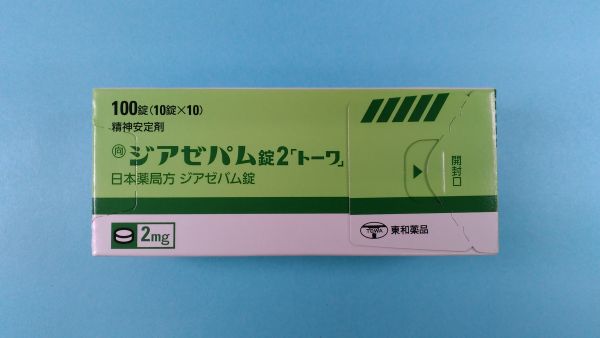 100錠(10錠×10)
精神安定剤
向 ジアゼパム錠2「トーワ」
日本薬局方 ジアゼパム錠
2mg
開封口
TOWA 東和薬品